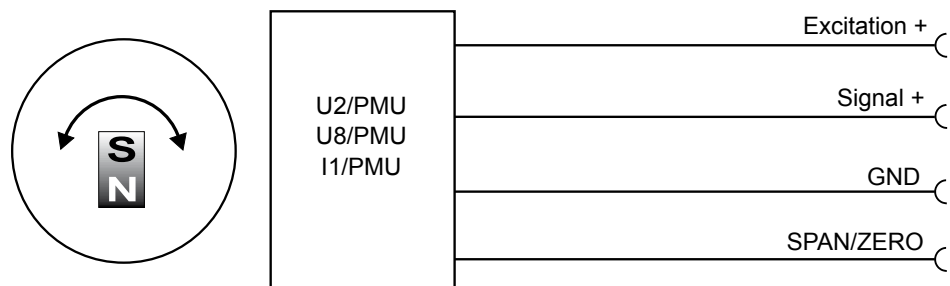 S
N
U2/PMU
U8/PMU
I1/PMU
Excitation +
Signal +
GND
SPAN/ZERO